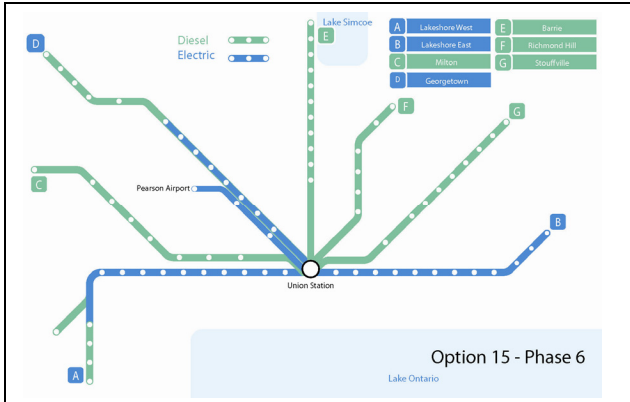 Lake Simcoe
Diesel
Electric
A Lakeshore West
B Lakeshore East
C Milton
D Georgetown
E Barrie
F Richmond Hill
G Stouffville
D
E
F
G
C
Pearson Airport
B
Union Station
A
Option 15 - Phase 6
Lake Ontario